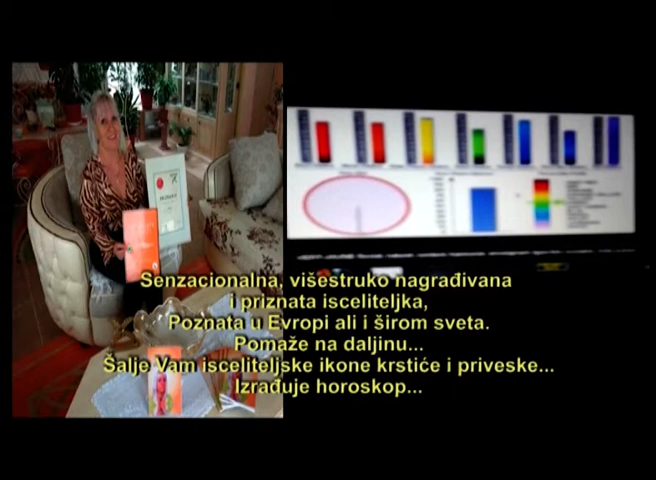 Senzacionalna, višestruko nagrađivana
i priznata isceliteljka,
Poznata u Evropi ali i širom sveta.
Pomaže na daljinu...
Šalje Vam isceliteljske ikone krstiće i priveske...
Izrađuje horoskop...